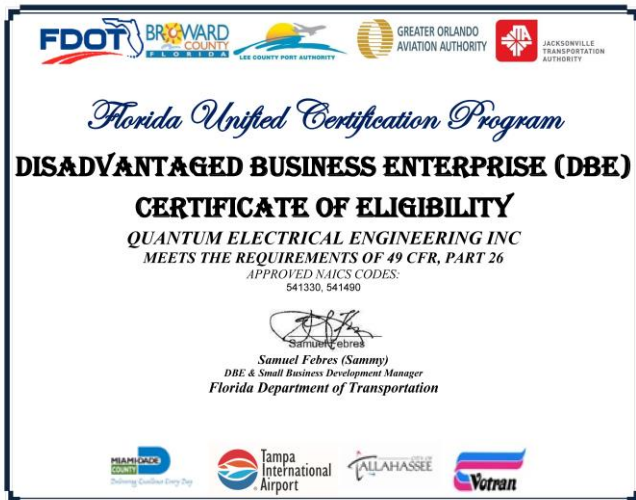 FDOT
BROWARD
COUNTY
FLORIDA
LEE COUNTY PORT AUTHORITY
GREATER ORLANDO
AVIATION AUTHORITY
JACKSONVILLE
TRANSPORTATION
AUTHORITY
Florida Unified Certification Program
DISADVANTAGED BUSINESS ENTERPRISE (DBE)
CERTIFICATE OF ELIGIBILITY
QUANTUM ELECTRICAL ENGINEERING INC
MEETS THE REQUIREMENTS OF 49 CFR, PART 26
APPROVED NAICS CODES:
541330, 541490
Samuel Febres
Samuel Febres (Sammy)
DBE & Small Business Development Manager
Florida Department of Transportation
MIAMI-DADE
COUNTY
Delivering Excellence Every Day
Tampa
International
Airport
CITY OF
TALLAHASSEE
Votran